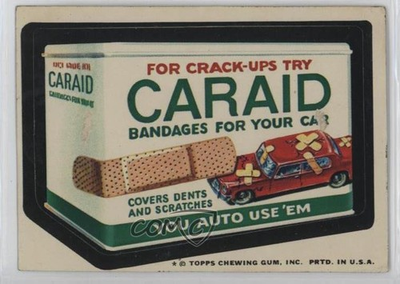 FOR CRACK-UPS TRY
CARAID
BANDAGES FOR YOUR CAR
COVERS DENTS
AND SCRATCHES
YOU AUTO USE 'EM
CARAID
★ © TOPPS CHEWING GUM, INC. PRTD. IN U.S.A.